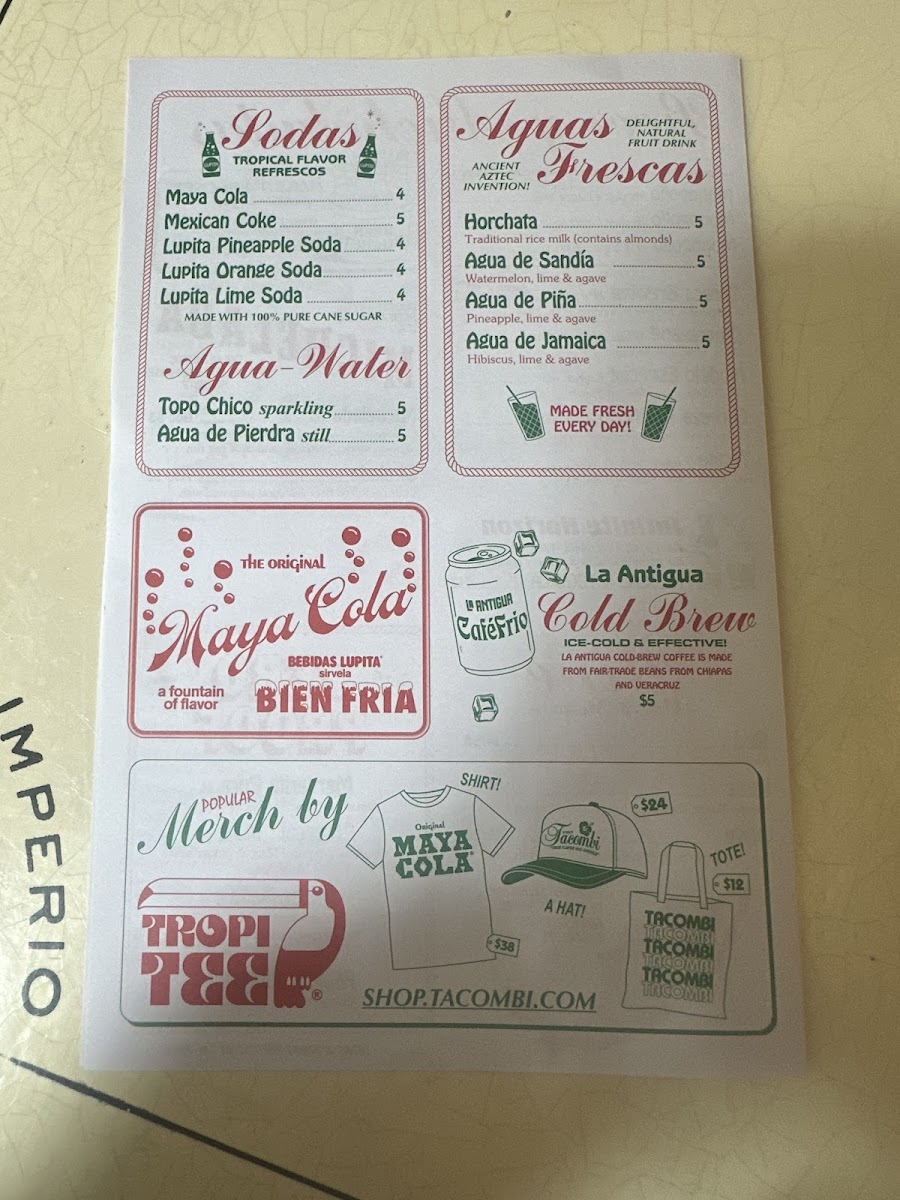 Sodas
TROPICAL FLAVOR
REFRESCOS
Maya Cola 4
Mexican Coke 5
Lupita Pineapple Soda 4
Lupita Orange Soda 4
Lupita Lime Soda 4
MADE WITH 100% PURE CANE SUGAR
Agua-Water
Topo Chico sparkling 5
Agua de Pierdra still 5
Aguas
Frescas
DELIGHTFUL,
NATURAL
FRUIT DRINK
ANCIENT
AZTEC
INVENTION!
Horchata 5
Traditional rice milk (contains almonds)
Agua de Sandía 5
Watermelon, lime & agave
Agua de Piña 5
Pineapple, lime & agave
Agua de Jamaica 5
Hibiscus, lime & agave
MADE FRESH
EVERY DAY!
THE ORIGINAL
Maya Cola
BEBIDAS LUPITA
sirvela
BIEN FRIA
a fountain
of flavor
LA ANTIGUA
CaféFrío
La Antigua
Cold Brew
ICE-COLD & EFFECTIVE!
LA ANTIGUA COLD-BREW COFFEE IS MADE
FROM FAIR-TRADE BEANS FROM CHIAPAS
AND VERACRUZ
$5
POPULAR
Merch by
TROPI
TEE®
SHIRT!
Original
MAYA
COLA
$38
Tacombi
$24
A HAT!
TOTE!
$12
TACOMBI
TACOMBI
TACOMBI
TACOMBI
TACOMBI
TACOMBI
SHOP.TACOMBI.COM
IMPERIO